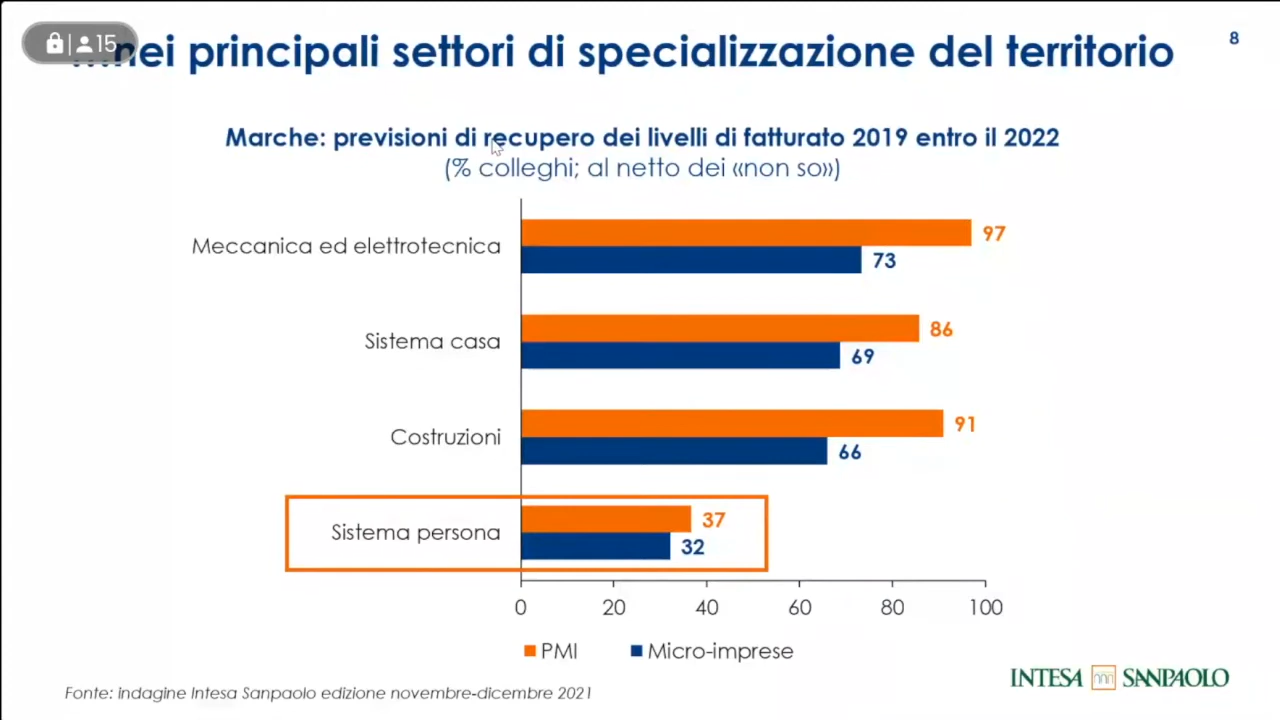 15
...nei principali settori di specializzazione del territorio
8
Marche: previsioni di recupero dei livelli di fatturato 2019 entro il 2022
(% colleghi; al netto dei «non so»)
Meccanica ed elettrotecnica
97
73
Sistema casa
86
69
Costruzioni
91
66
Sistema persona
37
32
0 20 40 60 80 100
PMI Micro-imprese
INTESA SANPAOLO
Fonte: indagine Intesa Sanpaolo edizione novembre-dicembre 2021